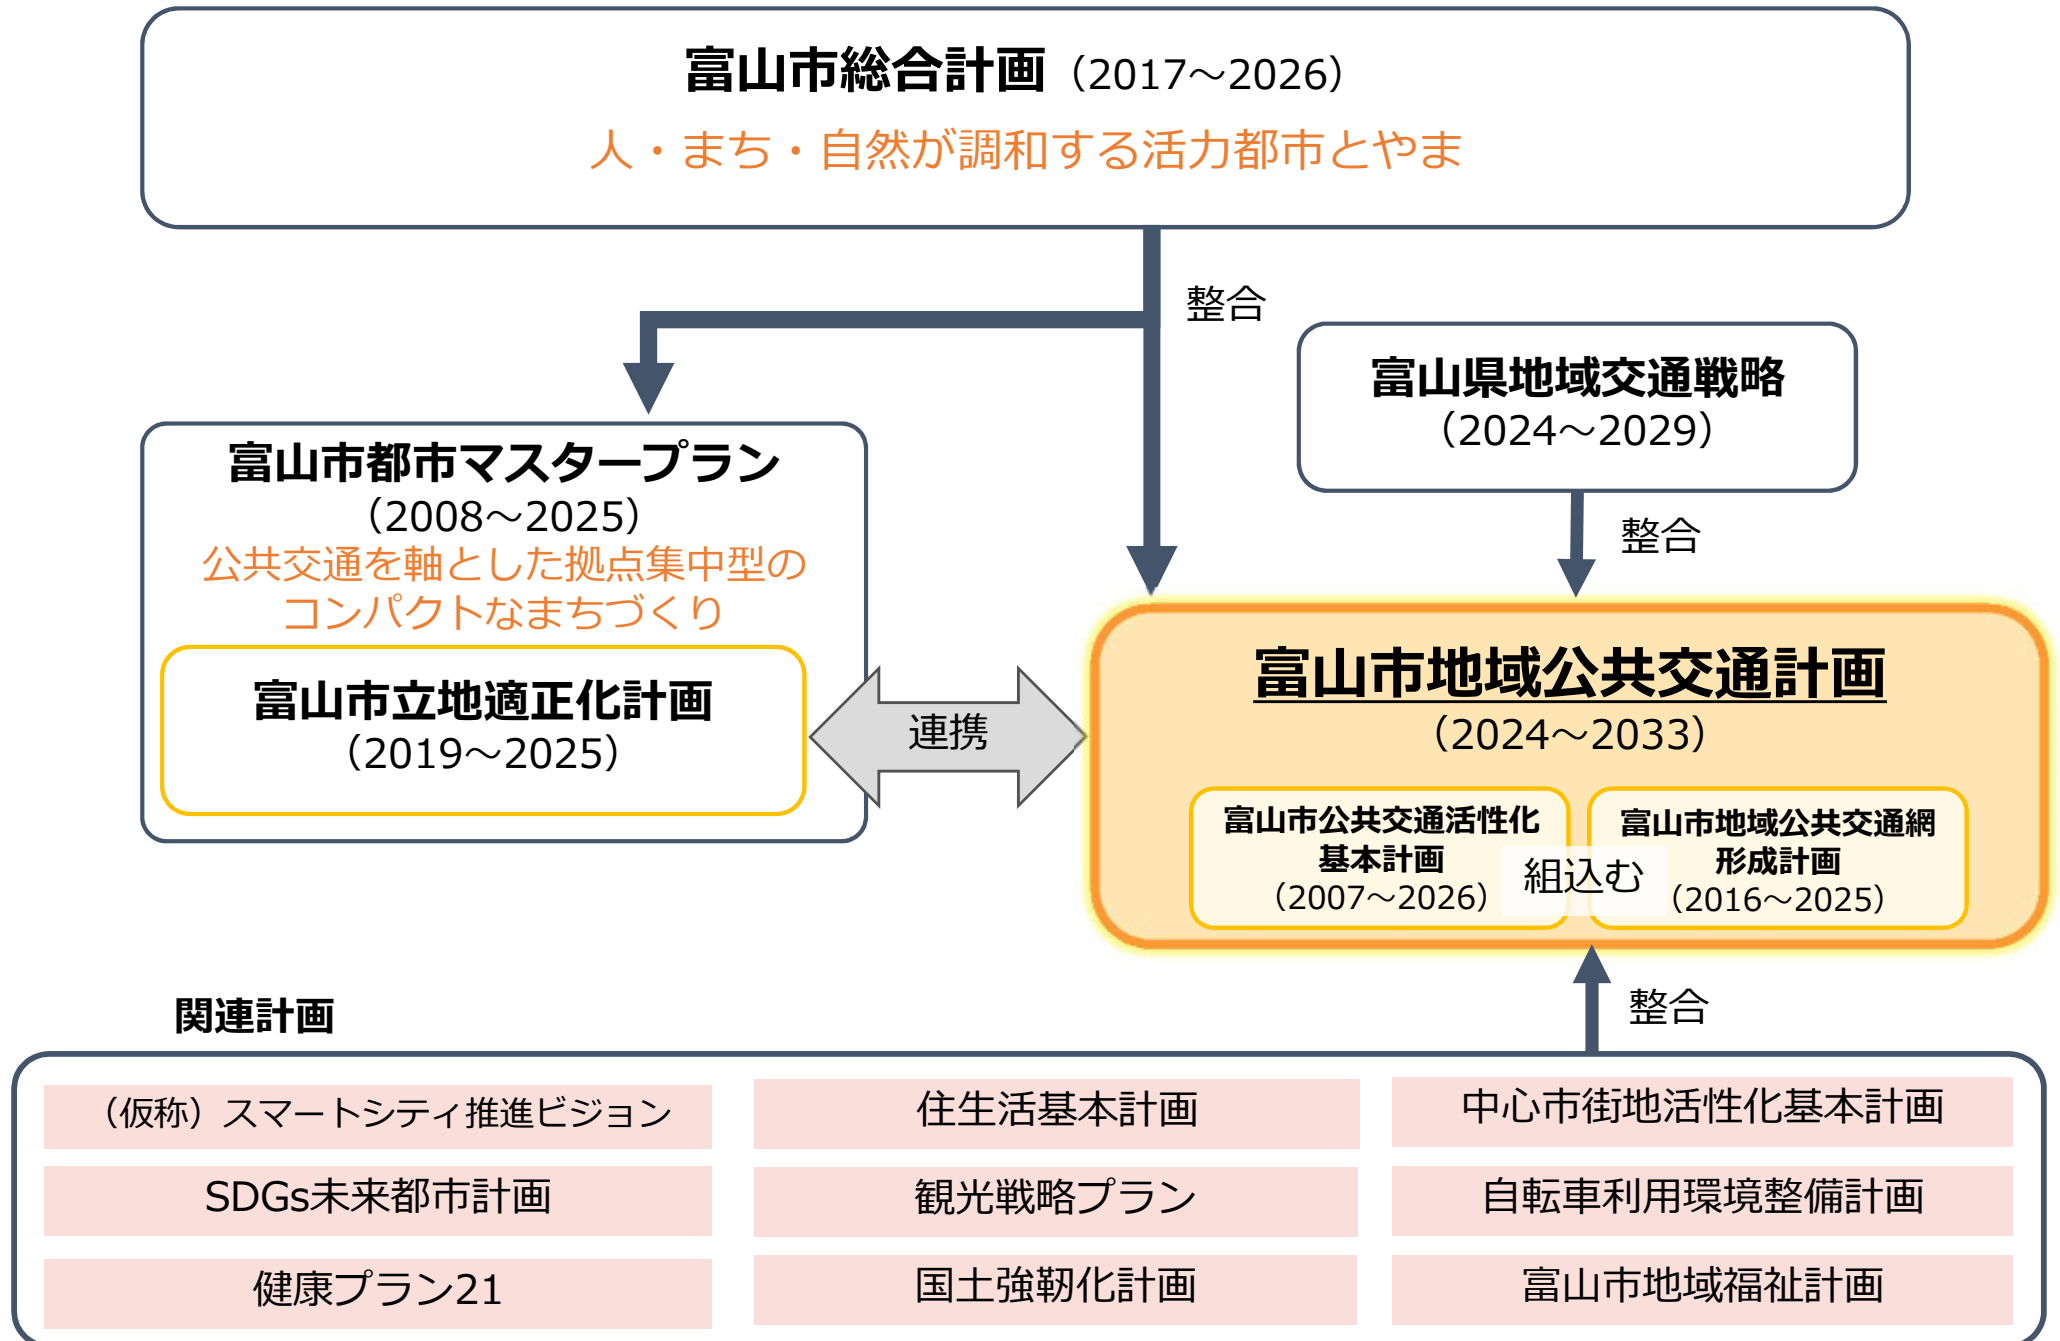 富山市総合計画（2017～2026）
人・まち・自然が調和する活力都市とやま
整合
富山県地域交通戦略
（2024～2029）
整合
富山市都市マスタープラン
（2008～2025）
公共交通を軸とした拠点集中型の
コンパクトなまちづくり
富山市立地適正化計画
（2019～2025）
連携
富山市地域公共交通計画
（2024～2033）
富山市公共交通活性化
基本計画
（2007～2026）
組込む
富山市地域公共交通網
形成計画
（2016～2025）
整合
関連計画
（仮称）スマートシティ推進ビジョン
住生活基本計画
中心市街地活性化基本計画
SDGs未来都市計画
観光戦略プラン
自転車利用環境整備計画
健康プラン21
国土強靭化計画
富山市地域福祉計画